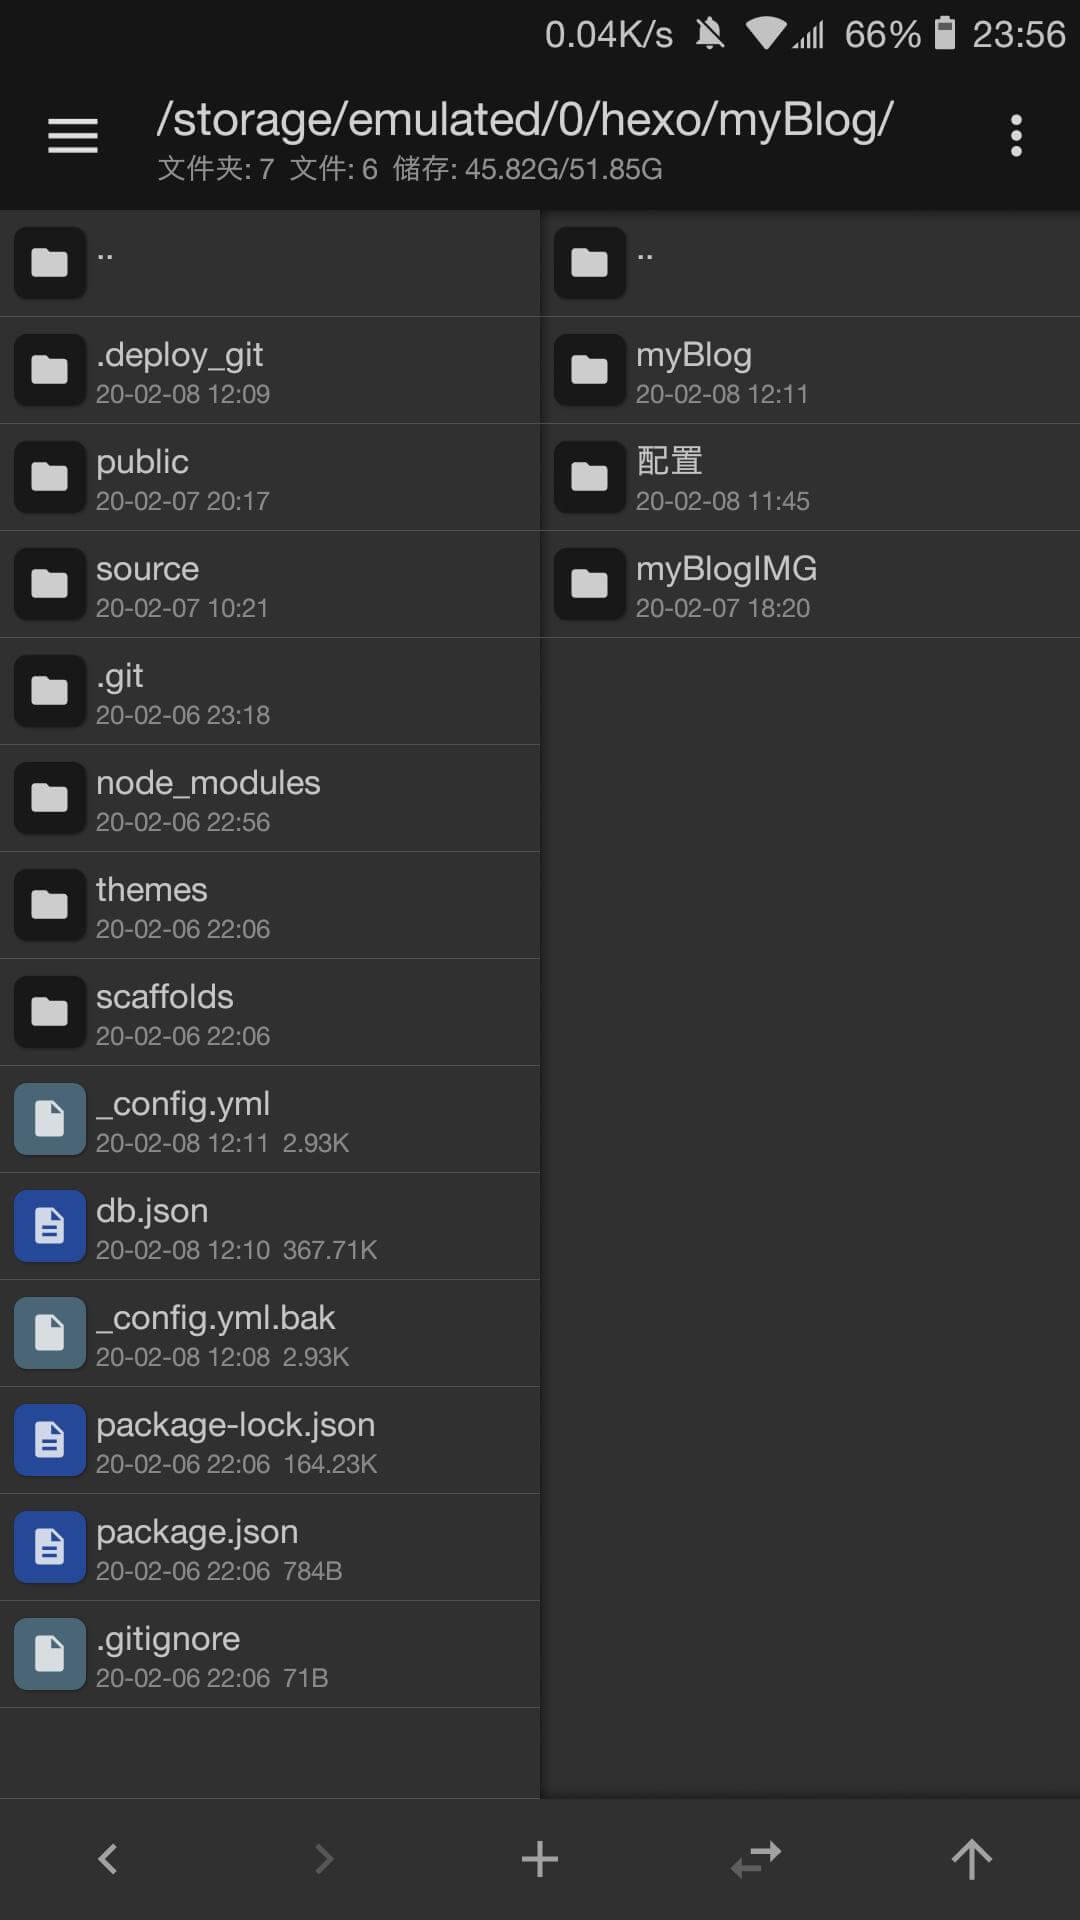 0.04K/s 66% 23:56
/storage/emulated/0/hexo/myBlog/
文件夹: 7 文件: 6 储存: 45.82G/51.85G
..
.deploy_git
20-02-08 12:09
public
20-02-07 20:17
source
20-02-07 10:21
.git
20-02-06 23:18
node_modules
20-02-06 22:56
themes
20-02-06 22:06
scaffolds
20-02-06 22:06
_config.yml
20-02-08 12:11 2.93K
db.json
20-02-08 12:10 367.71K
_config.yml.bak
20-02-08 12:08 2.93K
package-lock.json
20-02-06 22:06 164.23K
package.json
20-02-06 22:06 784B
.gitignore
20-02-06 22:06 71B
..
myBlog
20-02-08 12:11
配置
20-02-08 11:45
myBlogIMG
20-02-07 18:20